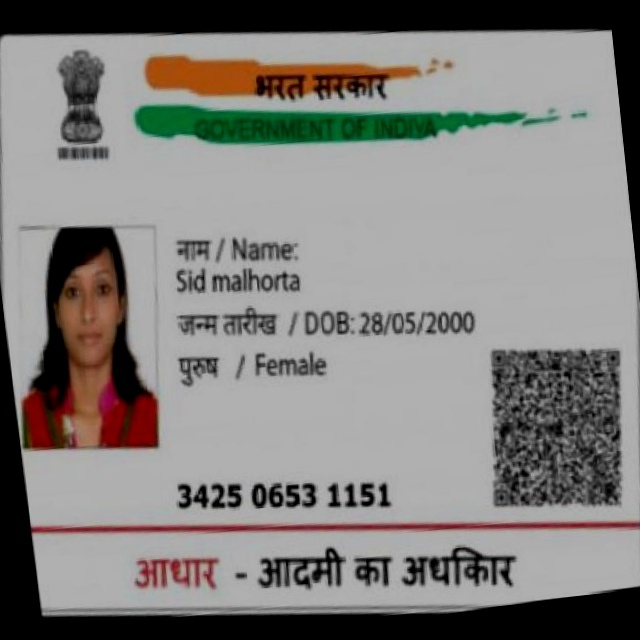 भरत सरकार
GOVERNMENT OF INDIVA
नाम / Name:
Sid malhorta
जन्म तारीख / DOB: 28/05/2000
पुरुष / Female
3425 0653 1151
आधार - आदमी का अधकिार